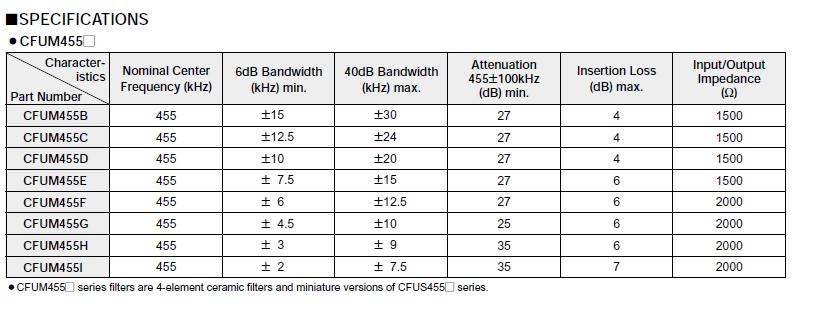 ■SPECIFICATIONS
● CFUM455□
Character-
istics
Part Number
Nominal Center
Frequency (kHz)
6dB Bandwidth
(kHz) min.
40dB Bandwidth
(kHz) max.
Attenuation
455±100kHz
(dB) min.
Insertion Loss
(dB) max.
Input/Output
Impedance
(Ω)
CFUM455B 455 ±15 ±30 27 4 1500
CFUM455C 455 ±12.5 ±24 27 4 1500
CFUM455D 455 ±10 ±20 27 4 1500
CFUM455E 455 ± 7.5 ±15 27 6 1500
CFUM455F 455 ± 6 ±12.5 27 6 2000
CFUM455G 455 ± 4.5 ±10 25 6 2000
CFUM455H 455 ± 3 ± 9 35 6 2000
CFUM455I 455 ± 2 ± 7.5 35 7 2000
● CFUM455□ series filters are 4-element ceramic filters and miniature versions of CFUS455□ series.